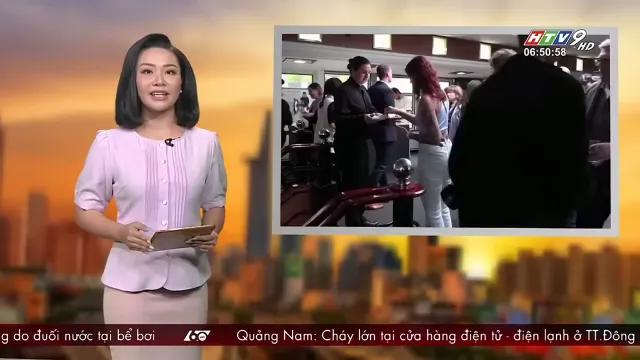 HTV9 HD
06:50:58
g do đuối nước tại bể bơi 60 Quảng Nam: Cháy lớn tại cửa hàng điện tử - điện lạnh ở TT.Đông